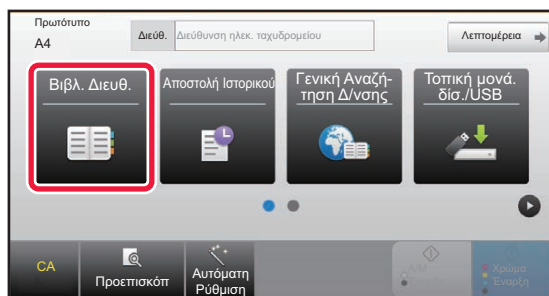 Πρωτότυπο
A4
Διεύθ.
Διεύθυνση ηλεκ. ταχυδρομείου
Λεπτομέρεια
Βιβλ. Διευθ.
Αποστολή Ιστορικού
Γενική Αναζή-
τηση Δ/νσης
Τοπική μονά.
δίσ./USB
CA
Προεπισκόπ
Αυτόματη
Ρύθμιση
Χρώμα
Έναρξη